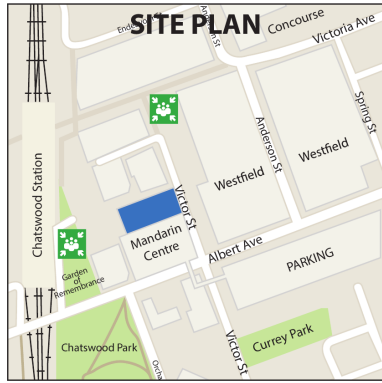 SITE PLAN
Concourse
Victoria Ave
Anderson St
Spring St
Westfield
Westfield
Chatswood Station
Victor St
Mandarin
Centre
Albert Ave
PARKING
Garden
of
Remembrance
Chatswood Park
Victor St
Currey Park